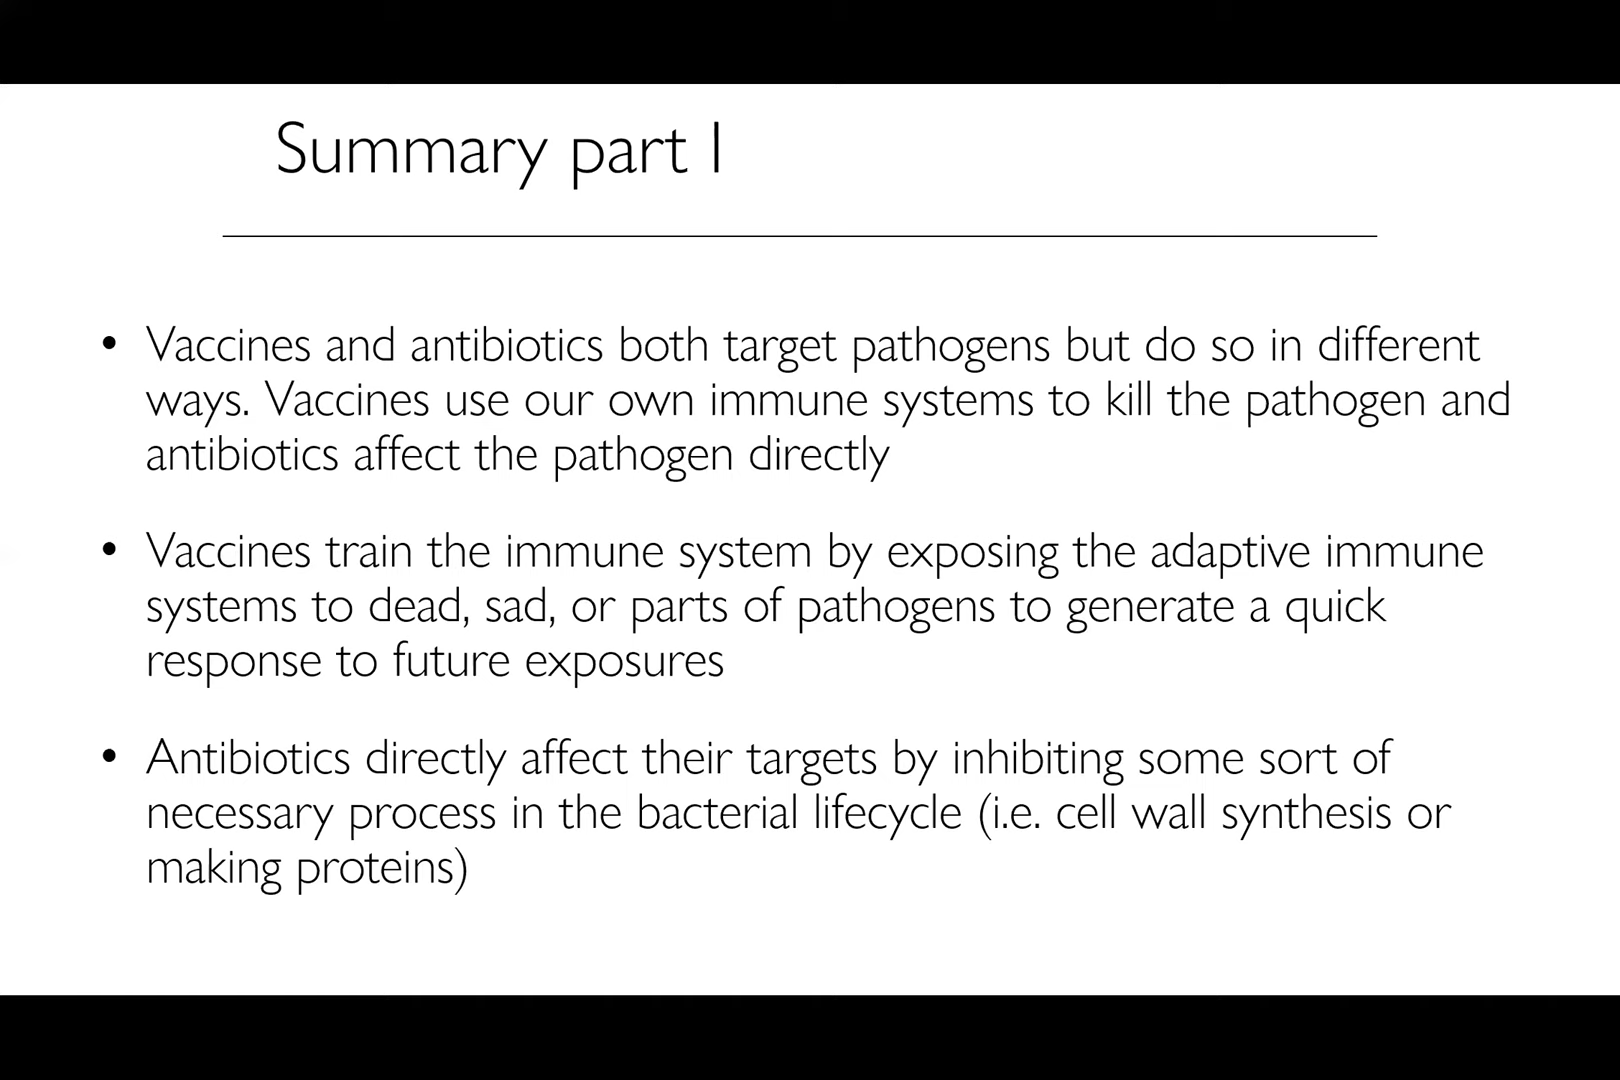 Summary part I
• Vaccines and antibiotics both target pathogens but do so in different
ways. Vaccines use our own immune systems to kill the pathogen and
antibiotics affect the pathogen directly
• Vaccines train the immune system by exposing the adaptive immune
systems to dead, sad, or parts of pathogens to generate a quick
response to future exposures
• Antibiotics directly affect their targets by inhibiting some sort of
necessary process in the bacterial lifecycle (i.e. cell wall synthesis or
making proteins)